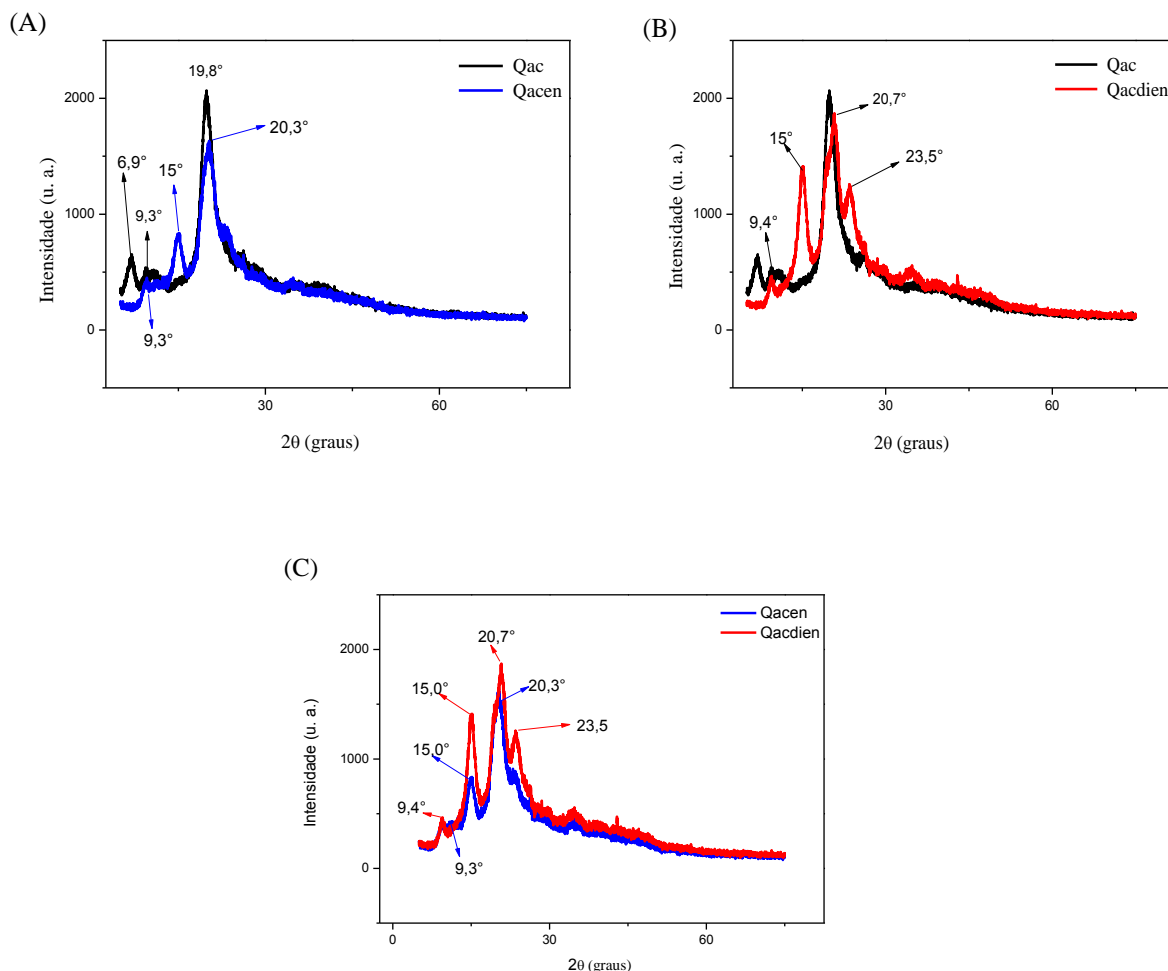 (A)
Qac
Qacen
19,8°
20,3°
6,9°
15°
9,3°
9,3°
2000
1000
0
30
60
Intensidade (u. a.)
2θ (graus)
(B)
Qac
Qacdien
20,7°
15°
23,5°
9,4°
2000
1000
0
30
60
Intensidade (u. a.)
2θ (graus)
(C)
Qacen
Qacdien
20,7°
15,0°
20,3°
23,5
15,0°
9,4°
9,3°
2000
1000
0
0
30
60
Intensidade (u. a.)
2θ (graus)